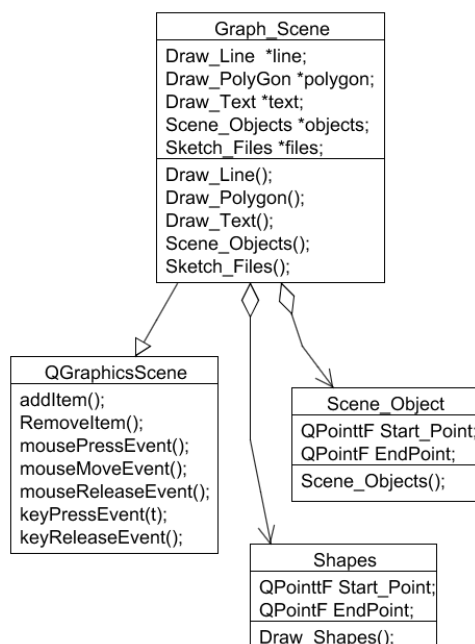 Graph_Scene
Draw_Line *line;
Draw_PolyGon *polygon;
Draw_Text *text;
Scene_Objects *objects;
Sketch_Files *files;
Draw_Line();
Draw_Polygon();
Draw_Text();
Scene_Objects();
Sketch_Files();
QGraphicsScene
addItem();
RemoveItem();
mousePressEvent();
mouseMoveEvent();
mouseReleaseEvent();
keyPressEvent(t);
keyReleaseEvent();
Scene_Object
QPointtF Start_Point;
QPointF EndPoint;
Scene_Objects();
Shapes
QPointtF Start_Point;
QPointF EndPoint;
Draw_Shapes();